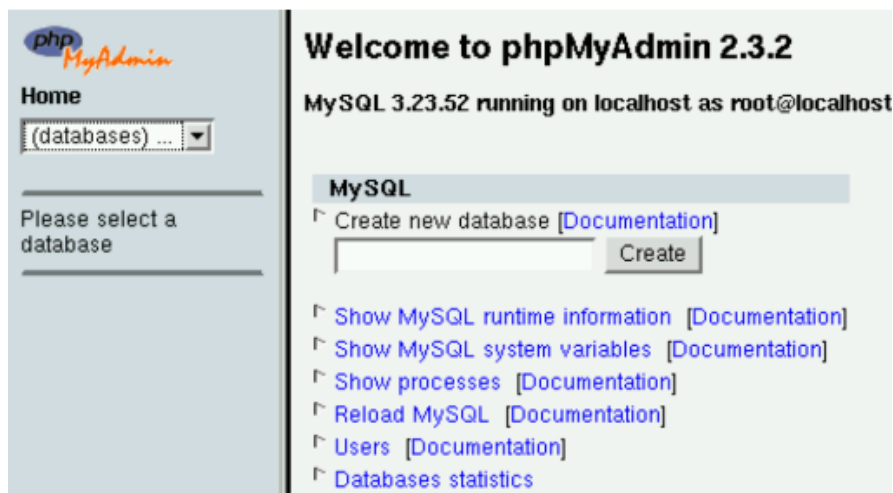 php
MyAdmin
Home
(databases) ...
Please select a
database
Welcome to phpMyAdmin 2.3.2
MySQL 3.23.52 running on localhost as root@localhost
MySQL
Create new database [Documentation]
Create
Show MySQL runtime information [Documentation]
Show MySQL system variables [Documentation]
Show processes [Documentation]
Reload MySQL [Documentation]
Users [Documentation]
Databases statistics